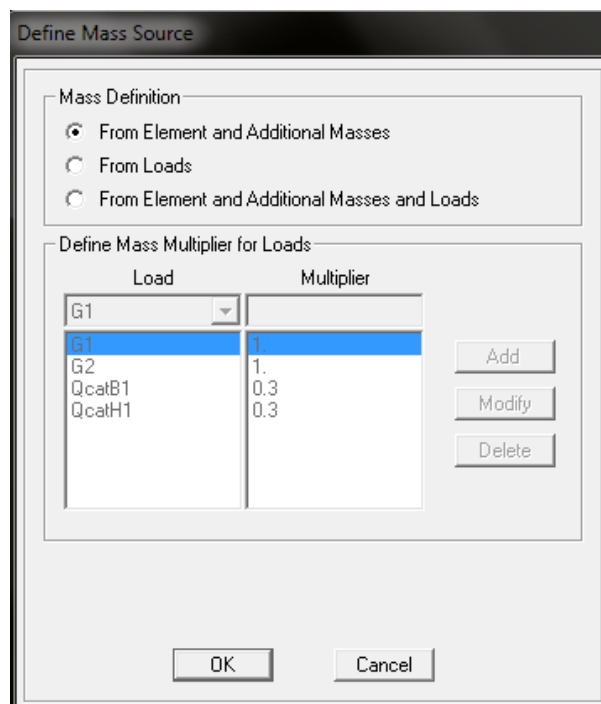 Define Mass Source
Mass Definition
From Element and Additional Masses
From Loads
From Element and Additional Masses and Loads
Define Mass Multiplier for Loads
Load Multiplier
G1
G1 1.
G2 1.
QcatB1 0.3
QcatH1 0.3
Add
Modify
Delete
OK Cancel